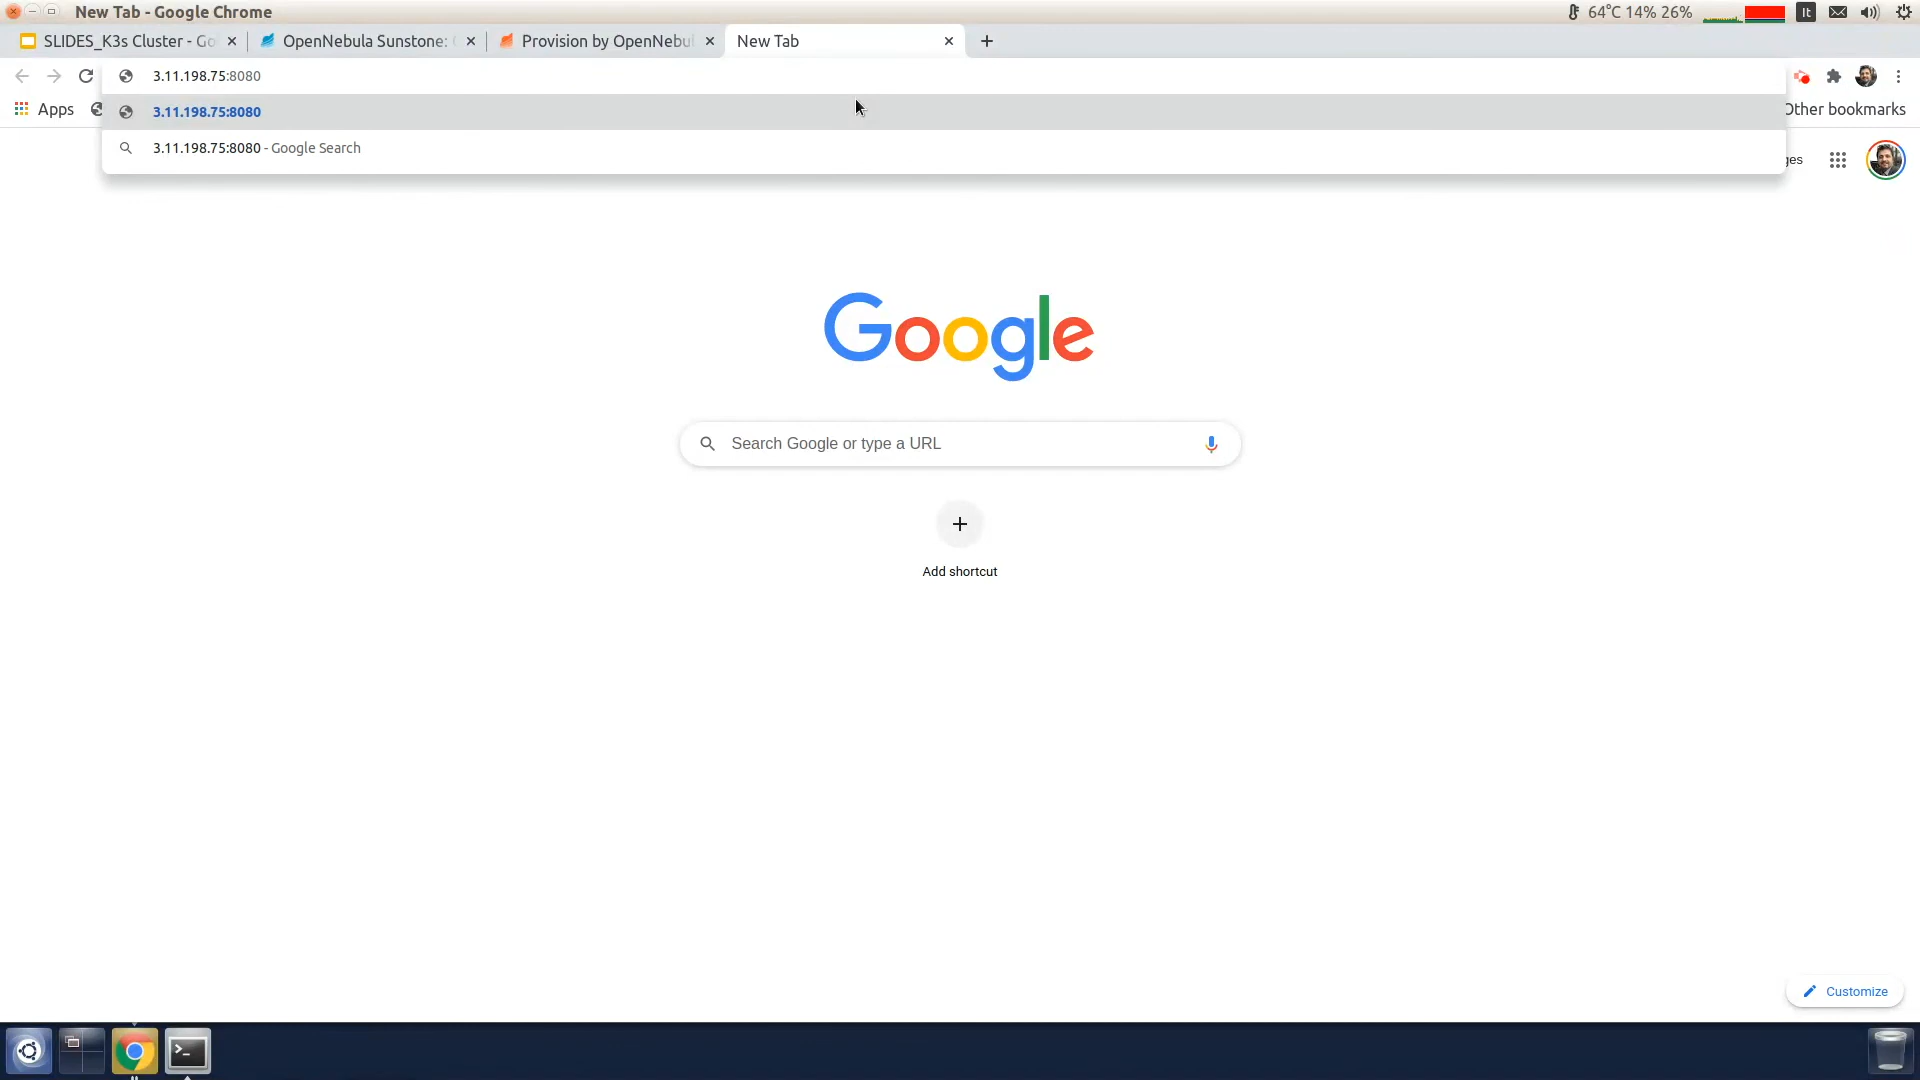 New Tab - Google Chrome
64°C 14% 26%
It
SLIDES_K3s Cluster - Go
OpenNebula Sunstone:
Provision by OpenNebul
New Tab
3.11.198.75:8080
Apps
3.11.198.75:8080
Other bookmarks
3.11.198.75:8080 - Google Search
ges
Google
Search Google or type a URL
Add shortcut
Customize